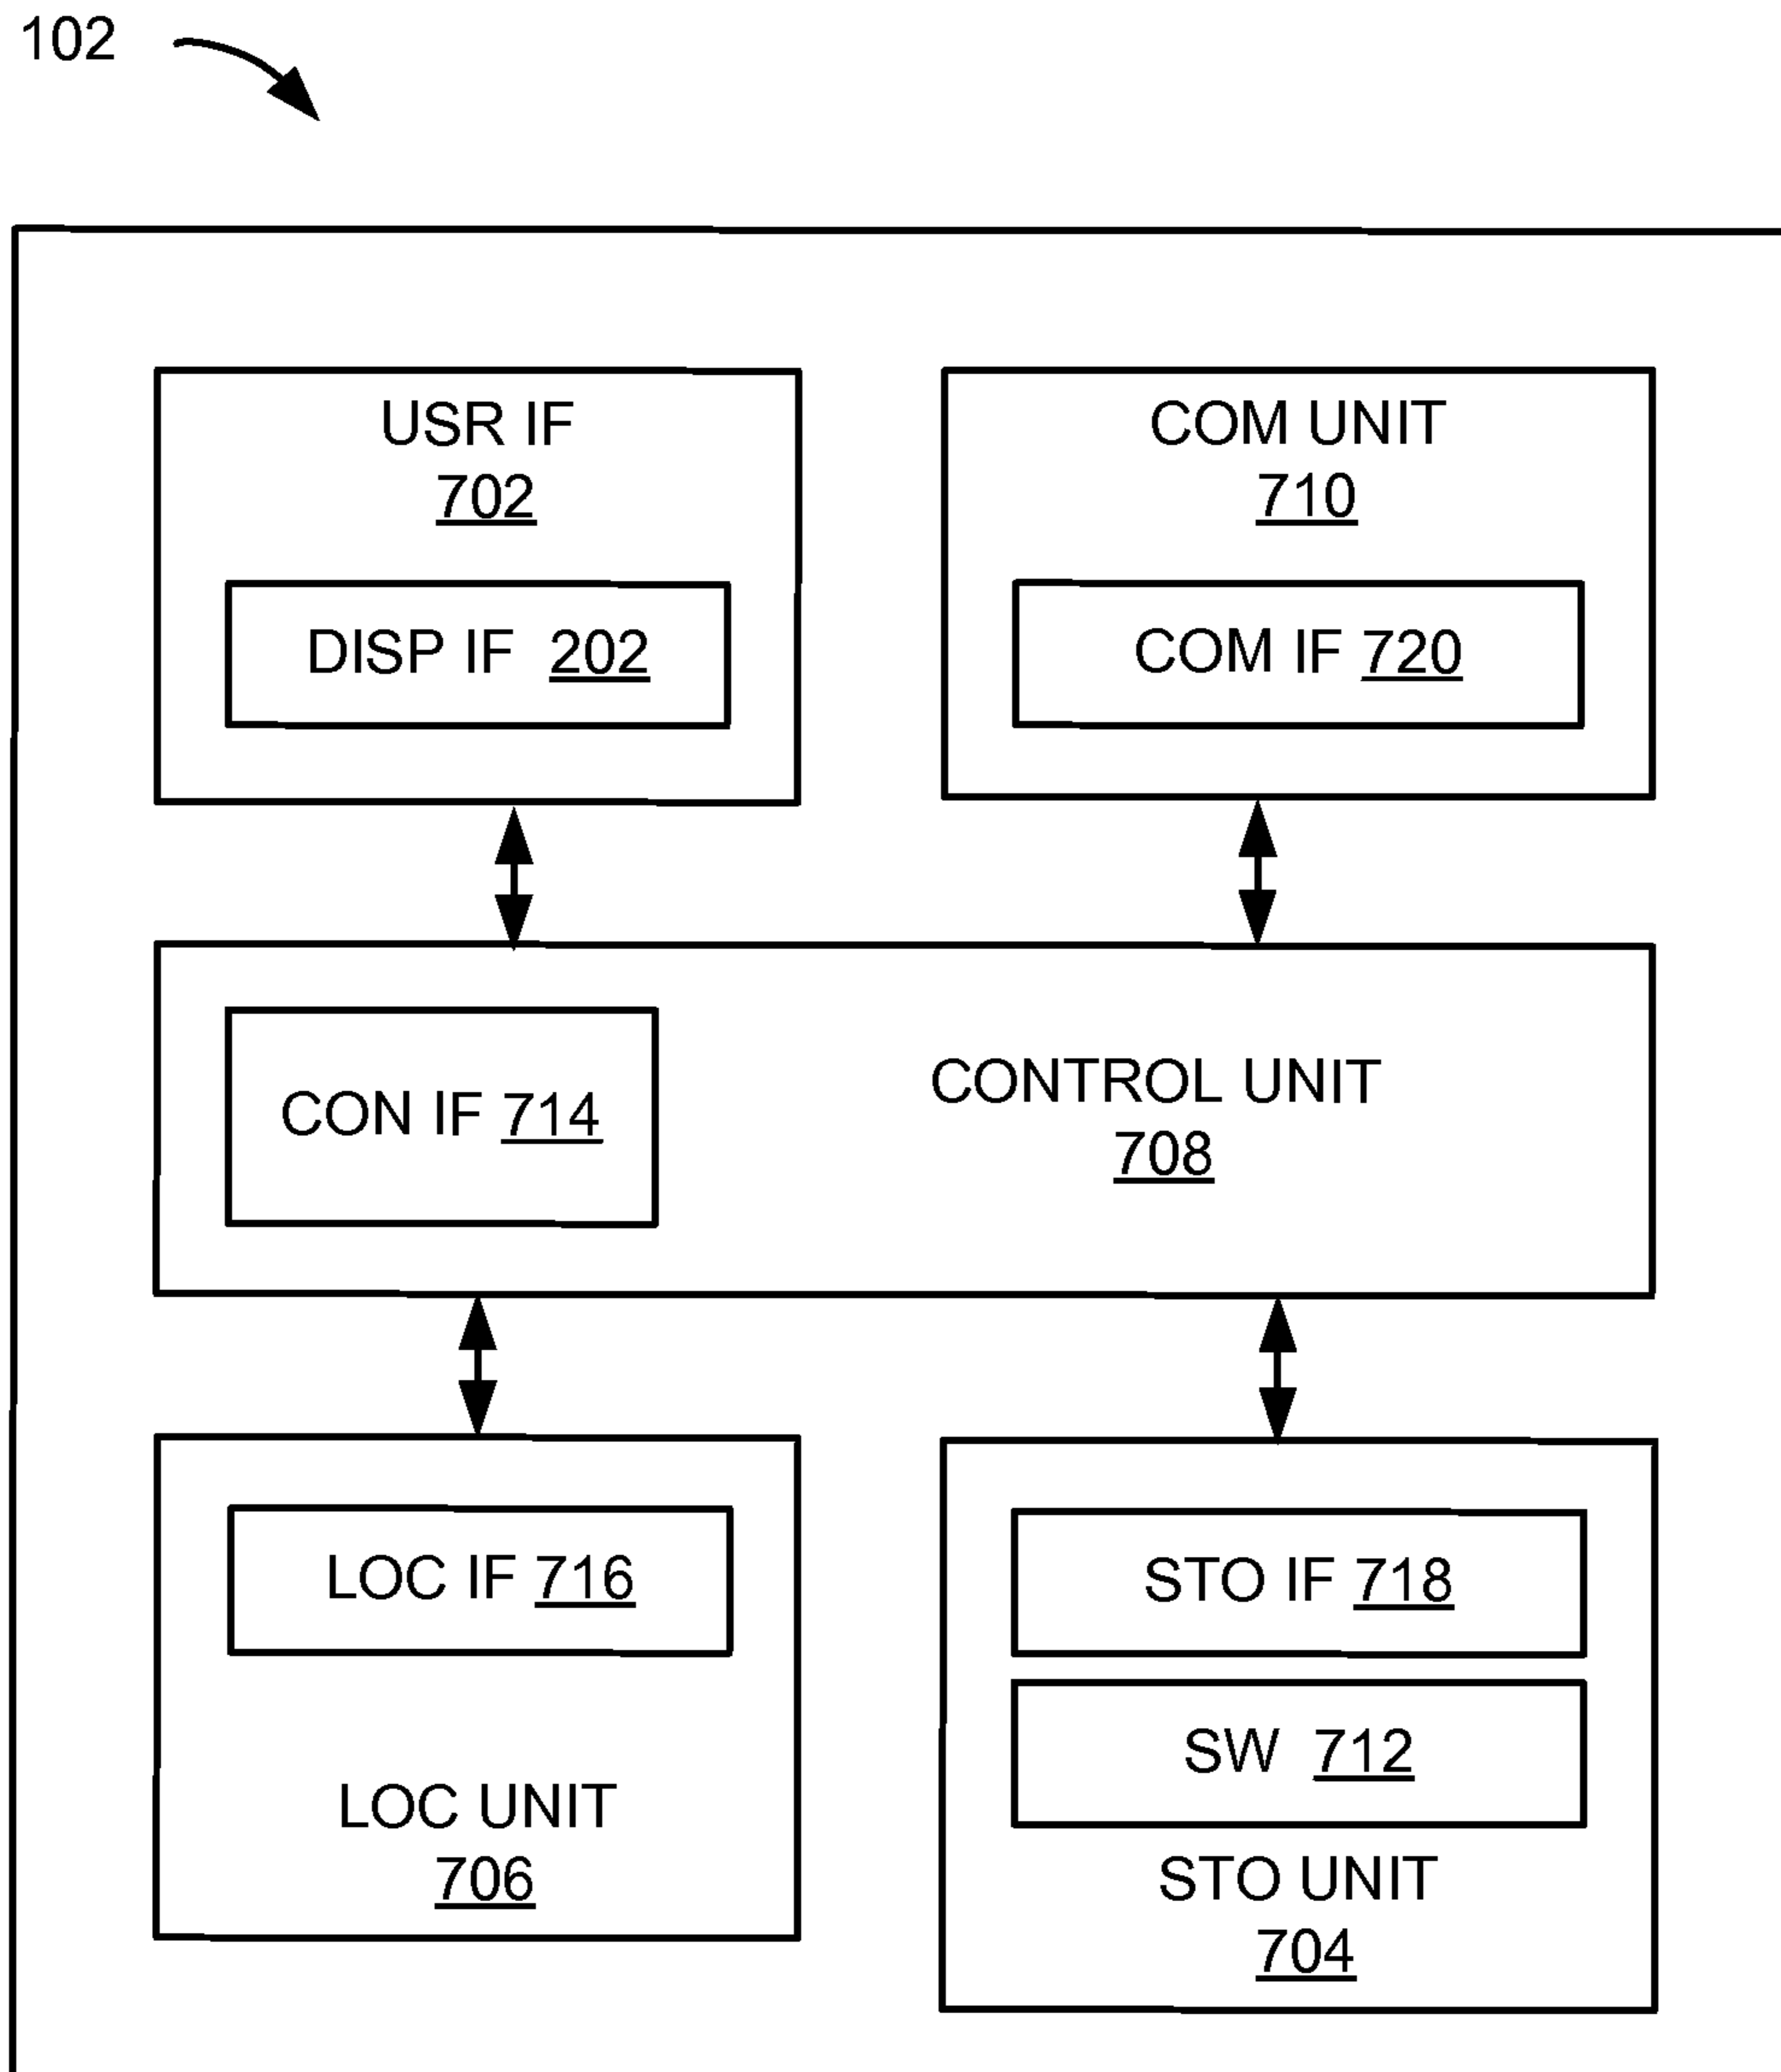 102
USR IF
702
DISP IF 202
COM UNIT
710
COM IF 720
CON IF 714
CONTROL UNIT
708
LOC IF 716
LOC UNIT
706
STO IF 718
SW 712
STO UNIT
704